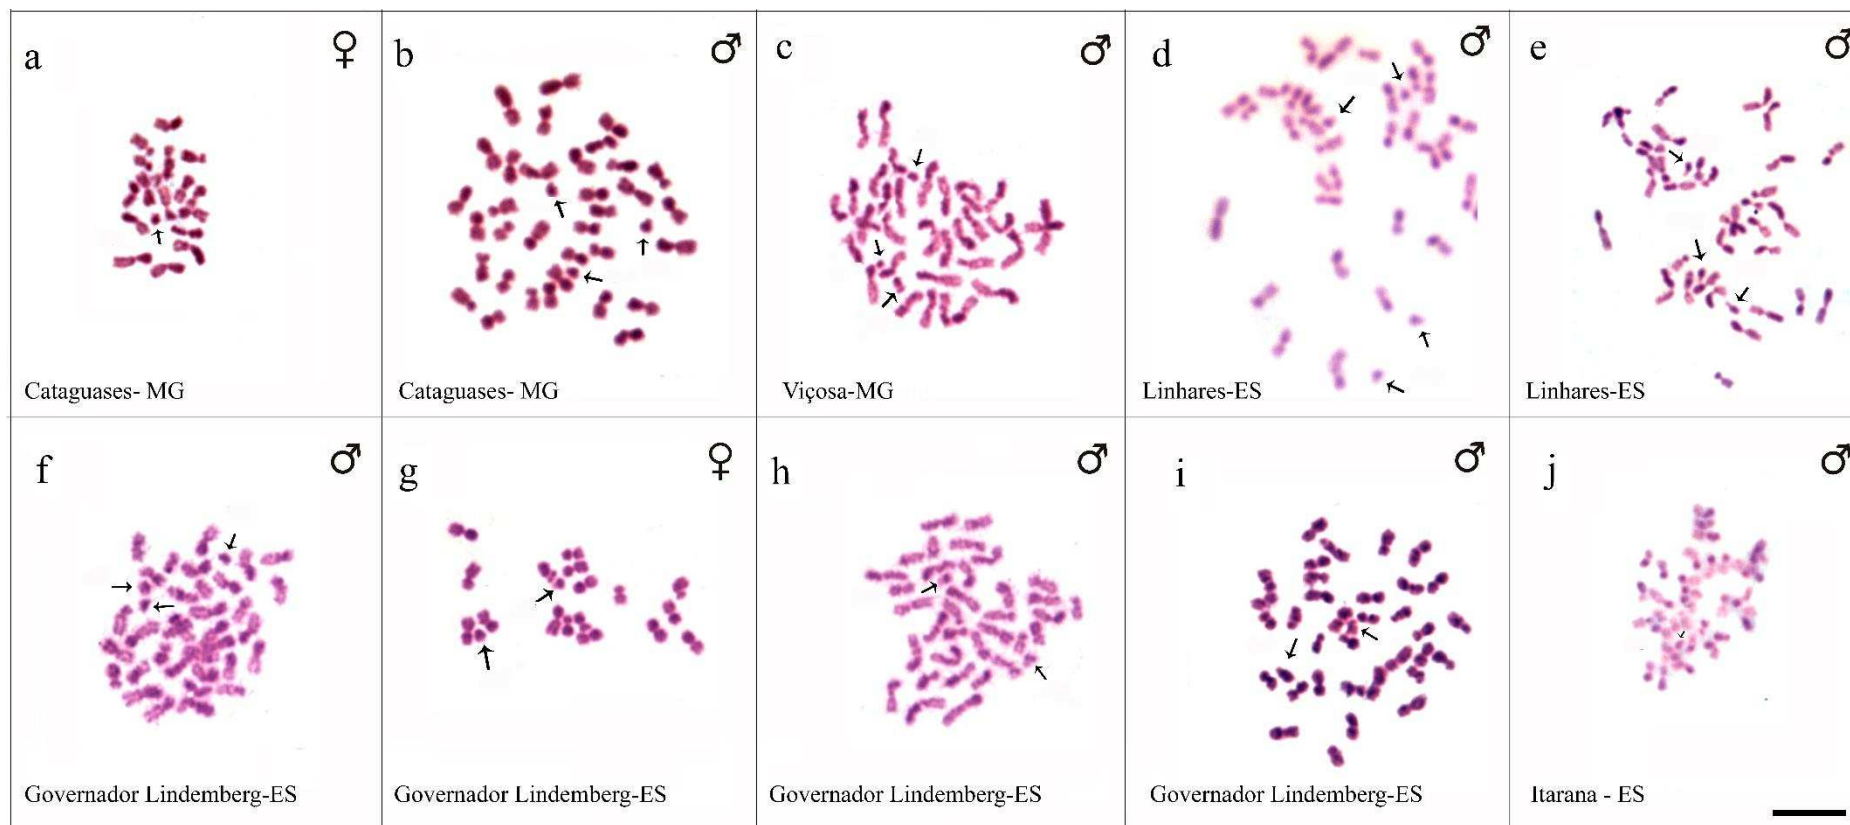 a ♀
b ♂
c ♂
d ♂
e ♂
Cataguases- MG
Cataguases- MG
Viçosa-MG
Linhares-ES
Linhares-ES
f ♂
g ♀
h ♂
i ♂
j ♂
Governador Lindemberg-ES
Governador Lindemberg-ES
Governador Lindemberg-ES
Governador Lindemberg-ES
Itarana - ES